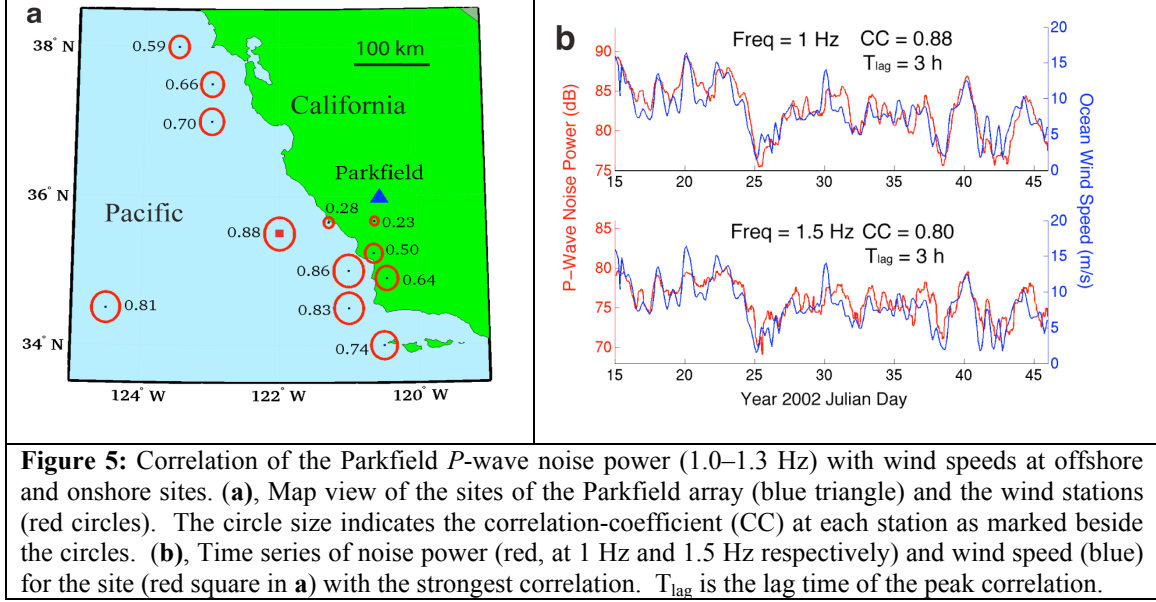 a
38° N
36° N
34° N
124° W
122° W
120° W
100 km
California
Parkfield
Pacific
0.59
0.66
0.70
0.28
0.23
0.88
0.50
0.86
0.64
0.81
0.83
0.74
b
Freq = 1 Hz CC = 0.88
Tlag = 3 h
90
85
80
75
20
15
10
5
0
15 20 25 30 35 40 45
Freq = 1.5 Hz CC = 0.80
Tlag = 3 h
85
80
75
70
20
15
10
5
0
15 20 25 30 35 40 45
P-Wave Noise Power (dB)
Ocean Wind Speed (m/s)
Year 2002 Julian Day
Figure 5: Correlation of the Parkfield P-wave noise power (1.0–1.3 Hz) with wind speeds at offshore
and onshore sites. (a), Map view of the sites of the Parkfield array (blue triangle) and the wind stations
(red circles). The circle size indicates the correlation-coefficient (CC) at each station as marked beside
the circles. (b), Time series of noise power (red, at 1 Hz and 1.5 Hz respectively) and wind speed (blue)
for the site (red square in a) with the strongest correlation. Tlag is the lag time of the peak correlation.